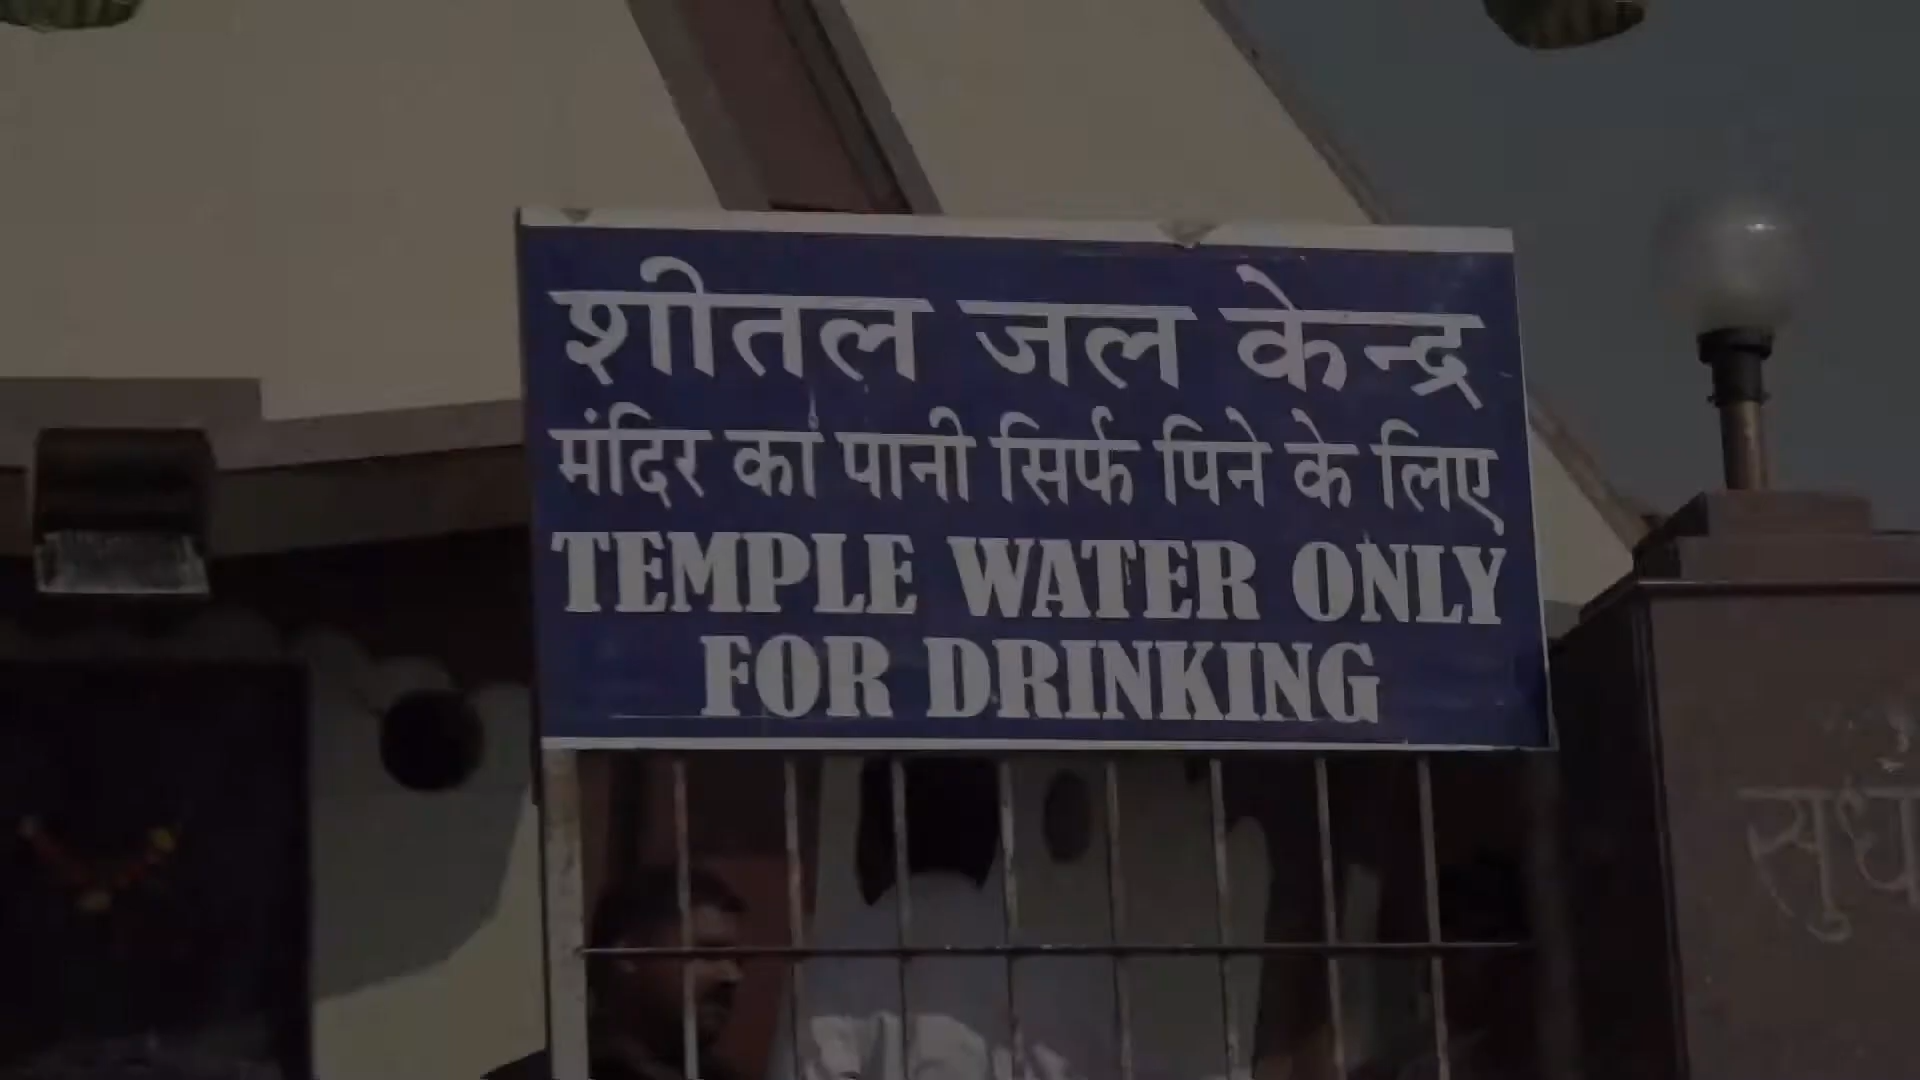 शीतल जल केन्द्र
मंदिर का पानी सिर्फ पिने के लिए
TEMPLE WATER ONLY
FOR DRINKING